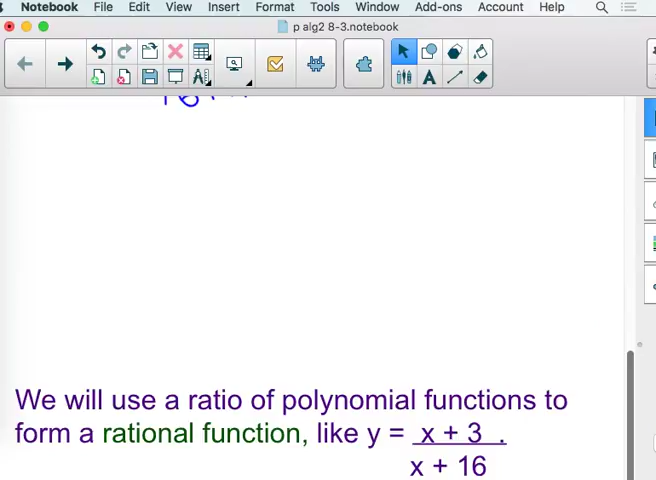 Notebook File Edit View Insert Format Tools Window Add-ons Account Help
p alg2 8-3.notebook
We will use a ratio of polynomial functions to
form a rational function, like y = x + 3 .
x + 16